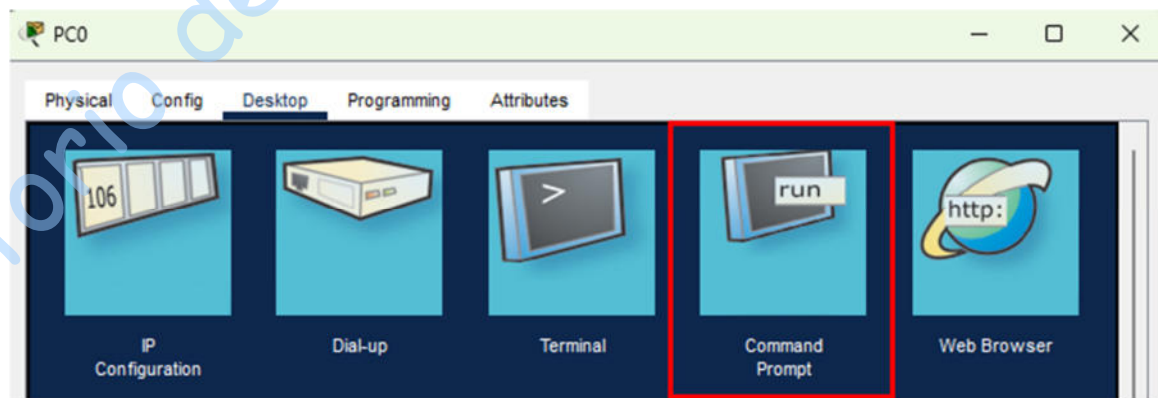 PC0
Physical Config Desktop Programming Attributes
106
>
run
http:
IP
Configuration
Dial-up
Terminal
Command
Prompt
Web Browser